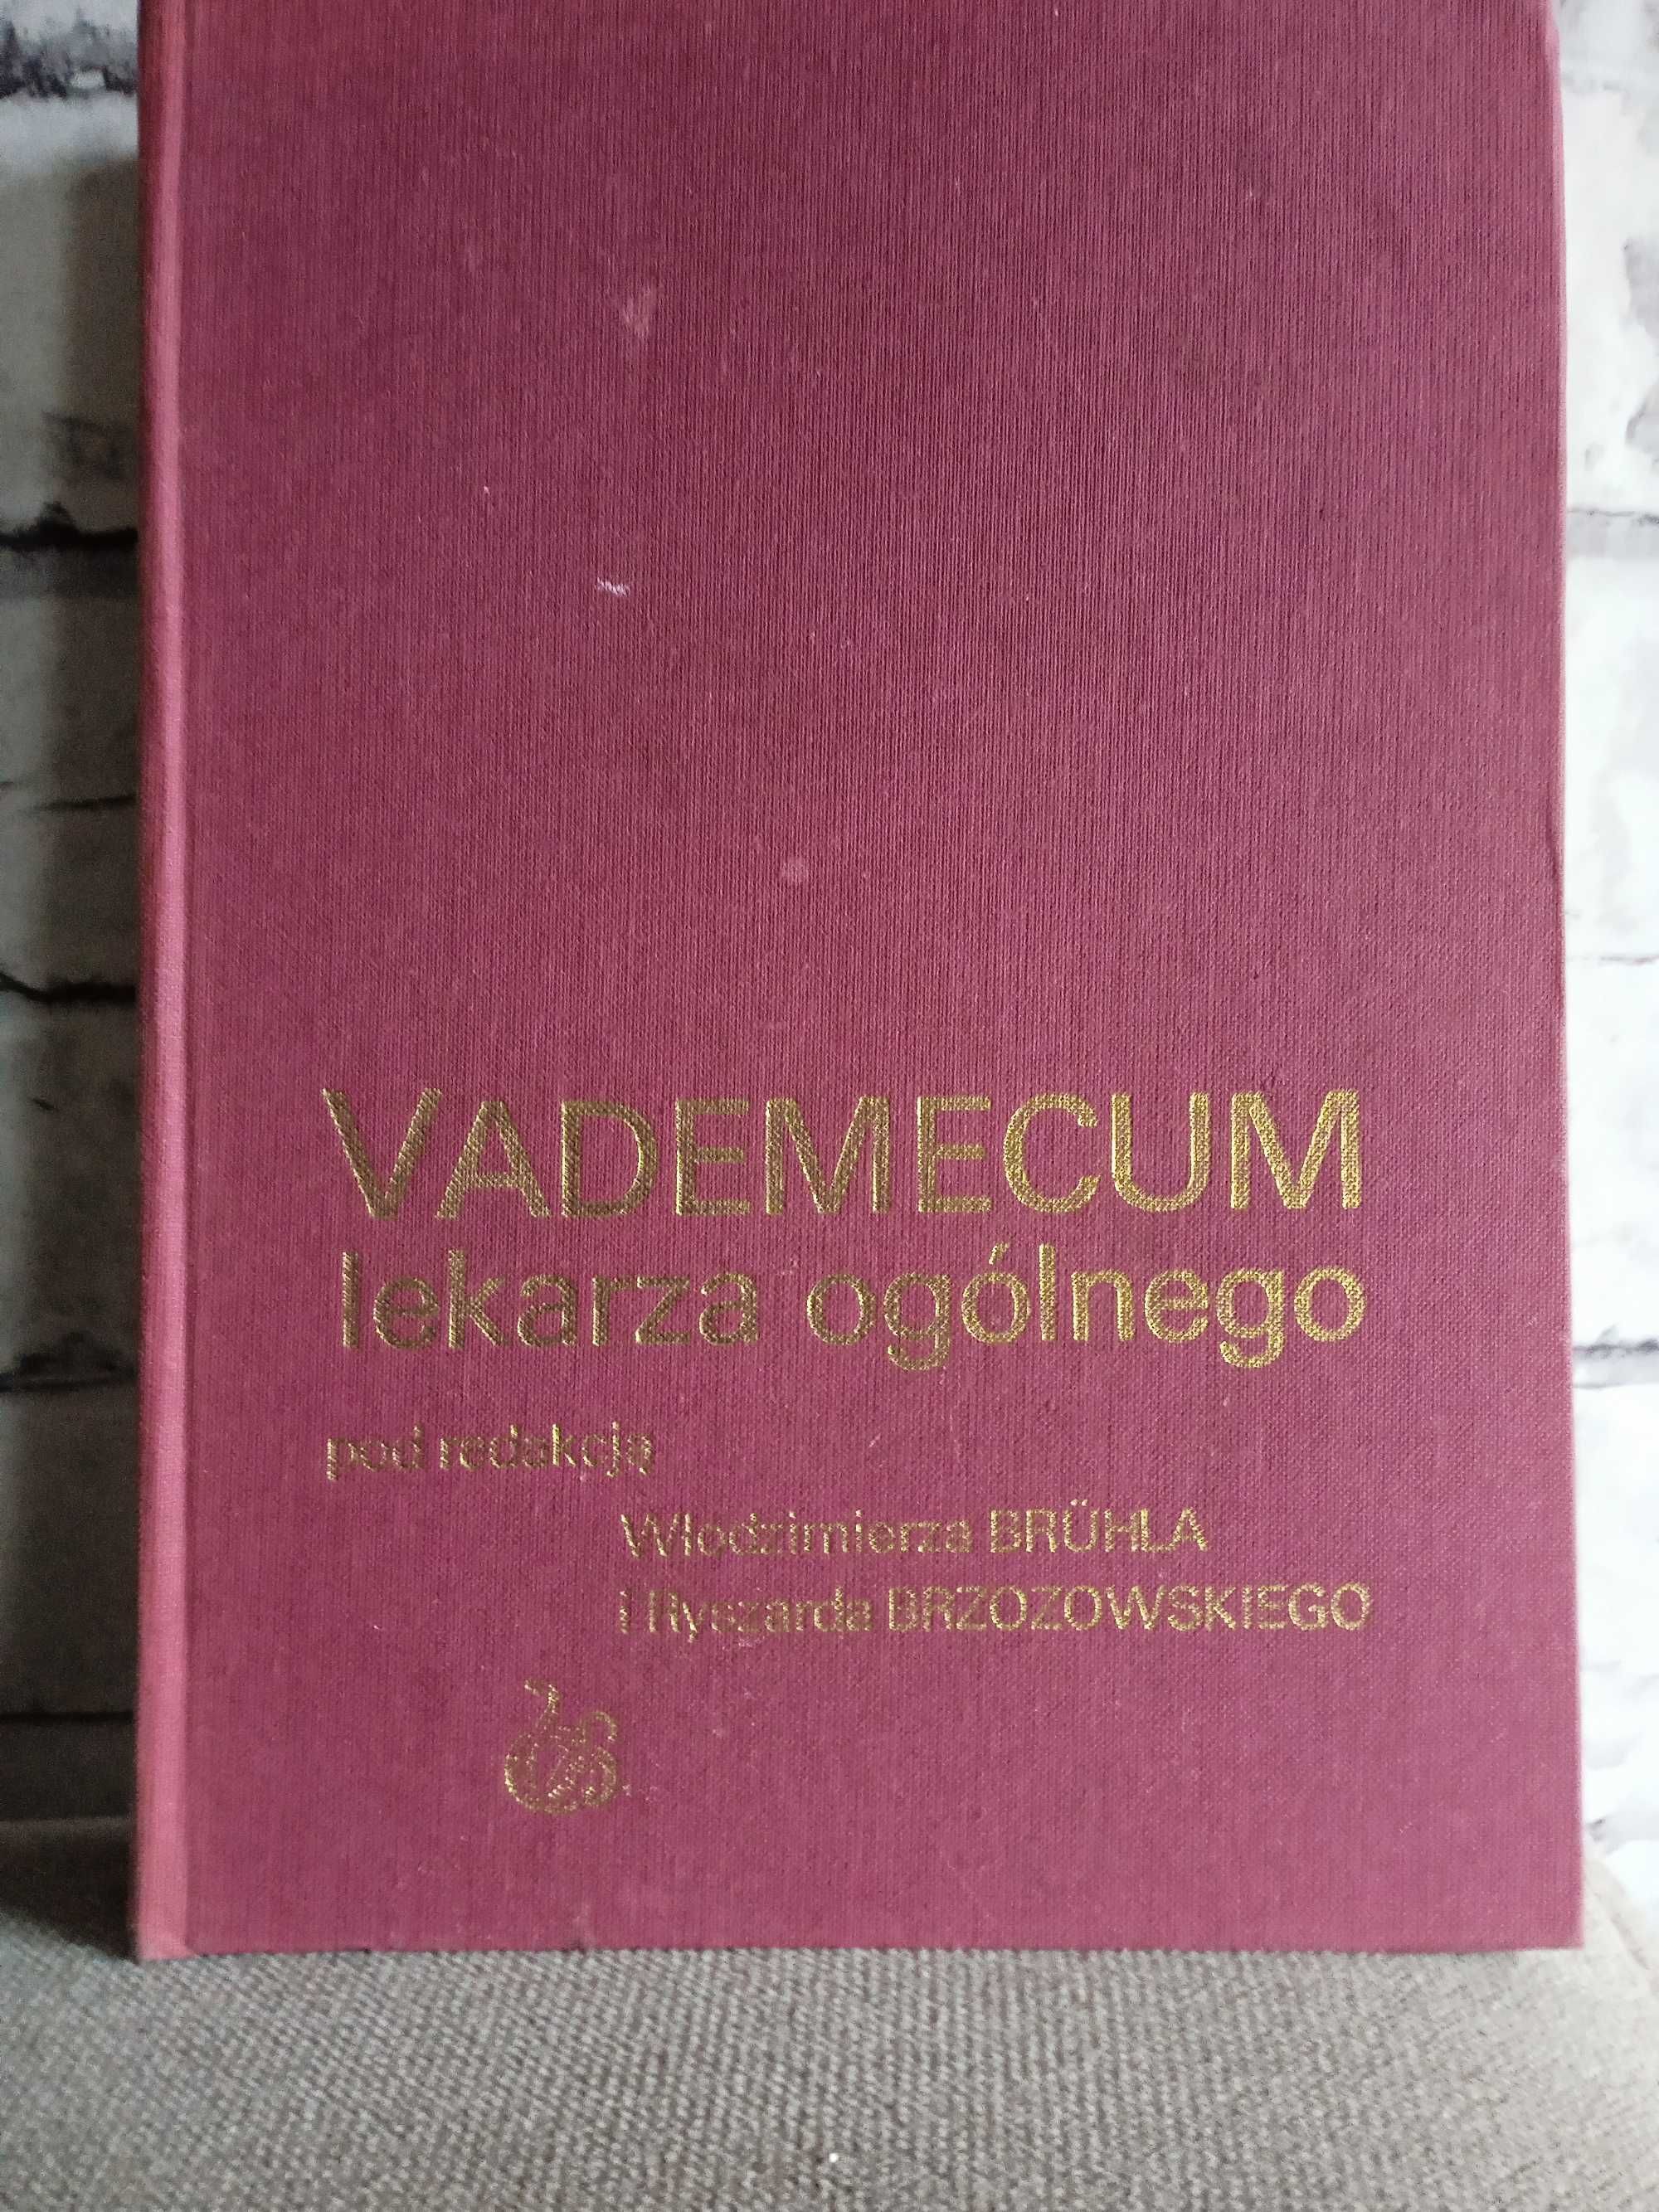 VADEMECUM
lekarza ogólnego
pod redakcją
Włodzimierza BRÜHLA
i Ryszarda BRZOZOWSKIEGO